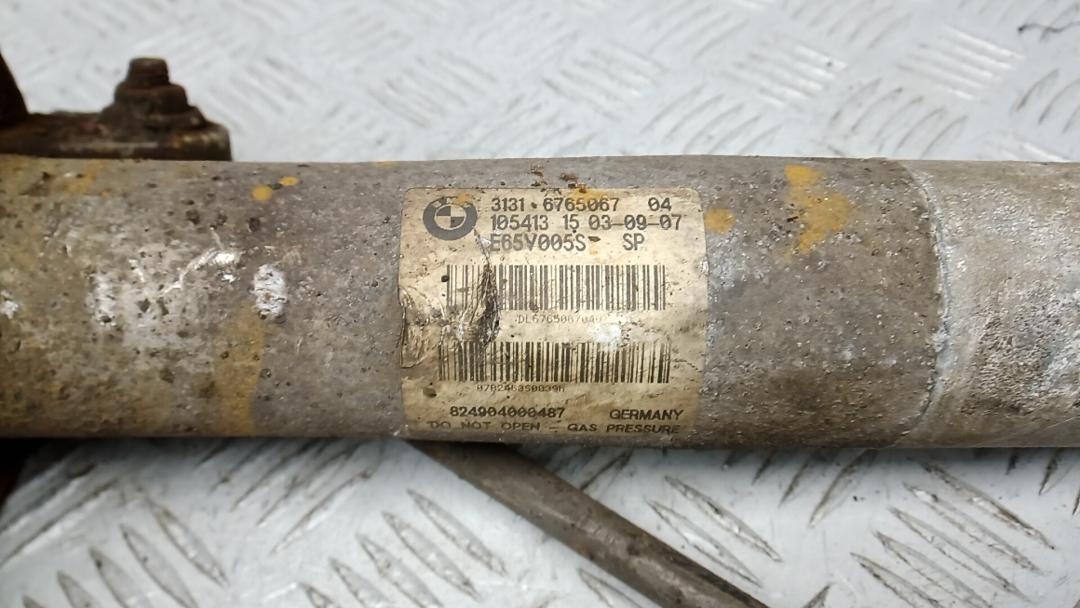 3131 6765067 04
105413 15 03-09-07
E65V005S SP
824904000487 GERMANY
DO NOT OPEN - GAS PRESSURE